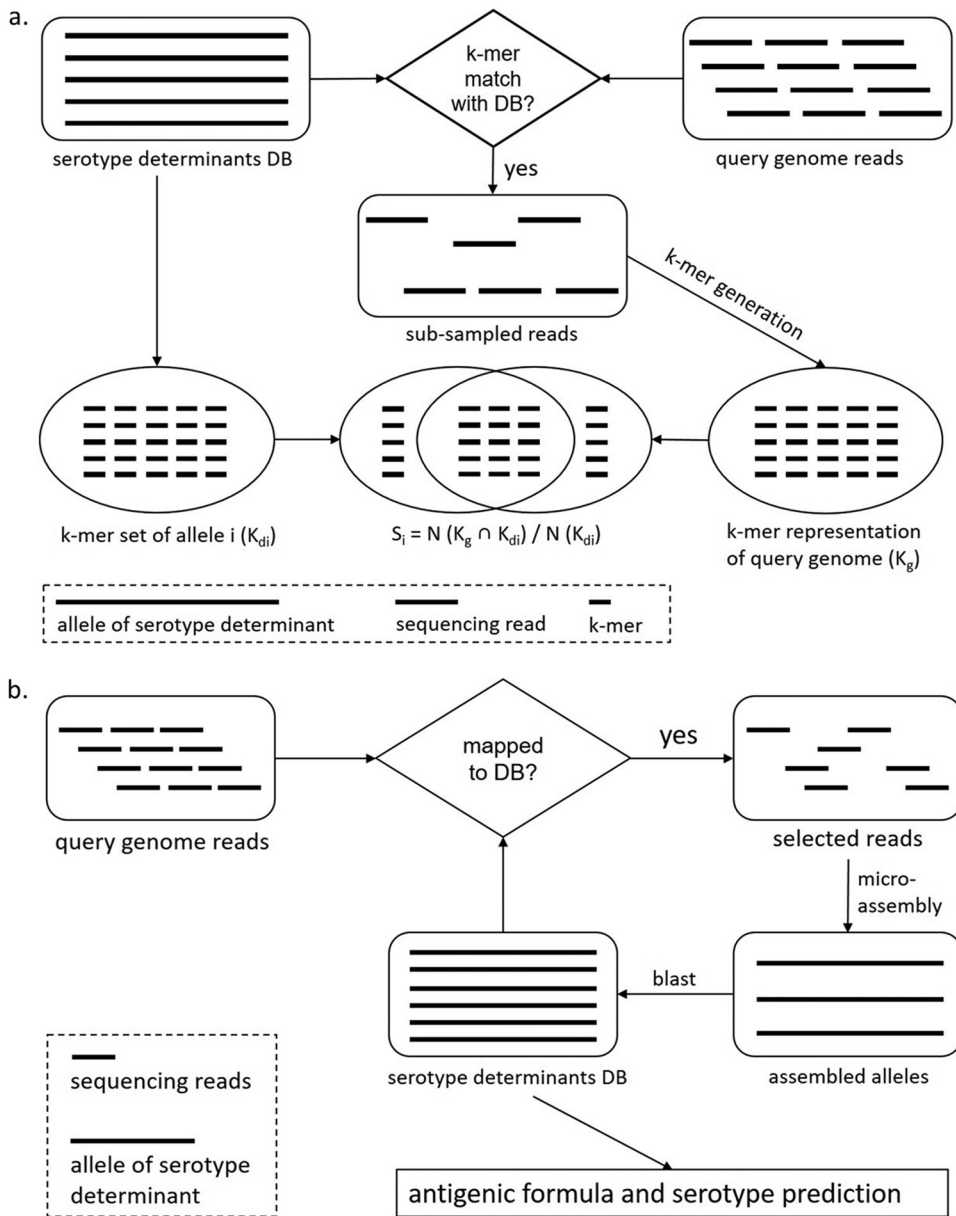 a.
k-mer
match
with DB?
serotype determinants DB
query genome reads
yes
sub-sampled reads
k-mer generation
k-mer set of allele i (Kdi)
Si = N (Kg ∩ Kdi) / N (Kdi)
k-mer representation
of query genome (Kg)
allele of serotype determinant
sequencing read
k-mer
b.
mapped
to DB?
yes
query genome reads
selected reads
micro-
assembly
blast
serotype determinants DB
assembled alleles
sequencing reads
allele of serotype
determinant
antigenic formula and serotype prediction